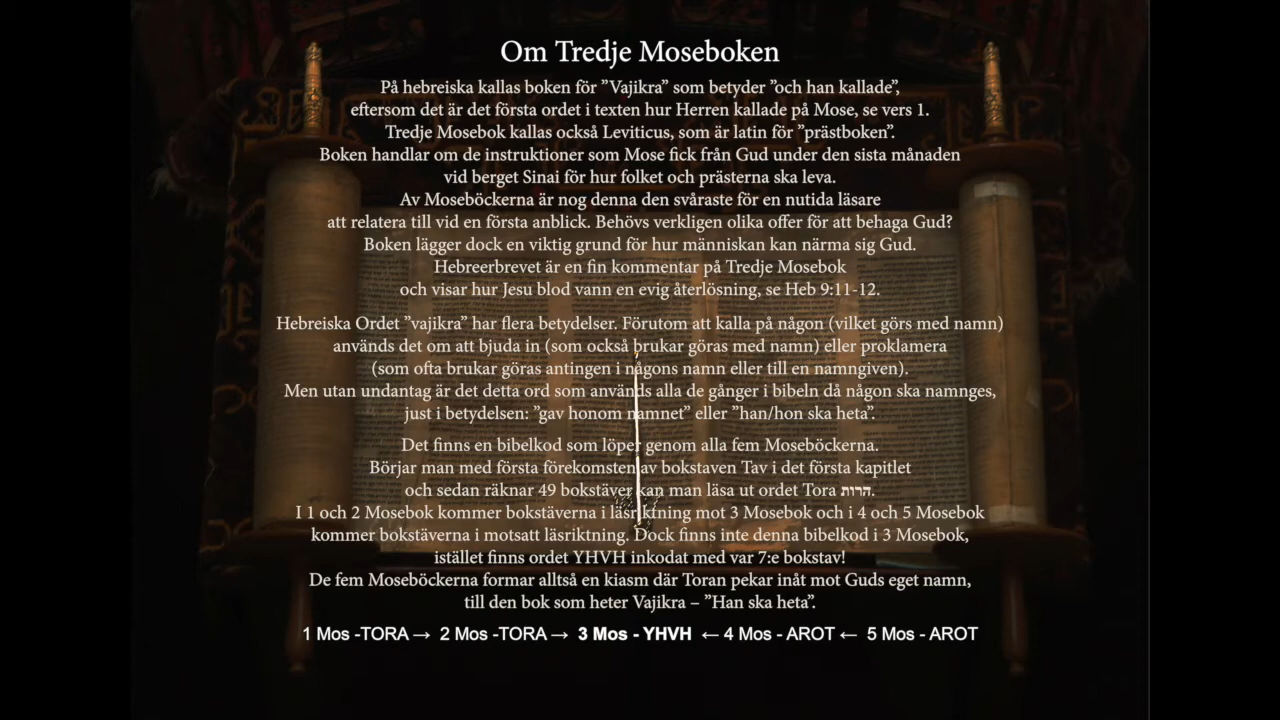 Om Tredje Moseboken
På hebreiska kallas boken för ”Vajikra” som betyder ”och han kallade”,
eftersom det är det första ordet i texten hur Herren kallade på Mose, se vers 1.
Tredje Mosebok kallas också Leviticus, som är latin för ”prästboken”.
Boken handlar om de instruktioner som Mose fick från Gud under den sista månaden
vid berget Sinai för hur folket och prästerna ska leva.
Av Moseböckerna är nog denna den svåraste för en nutida läsare
att relatera till vid en första anblick. Behövs verkligen olika offer för att behaga Gud?
Boken lägger dock en viktig grund för hur människan kan närma sig Gud.
Hebreerbrevet är en fin kommentar på Tredje Mosebok
och visar hur Jesu blod vann en evig återlösning, se Heb 9:11-12.
Hebreiska Ordet ”vajikra” har flera betydelser. Förutom att kalla på någon (vilket görs med namn)
används det om att bjuda in (som också brukar göras med namn) eller proklamera
(som ofta brukar göras antingen i någons namn eller till en namngiven).
Men utan undantag är det detta ord som används alla de gånger i bibeln då någon ska namnges,
just i betydelsen: ”gav honom namnet” eller ”han/hon ska heta”.
Det finns en bibelkod som löper genom alla fem Moseböckerna.
Börjar man med första förekomsten av bokstaven Tav i det första kapitlet
och sedan räknar 49 bokstäver kan man läsa ut ordet Tora הרות.
I 1 och 2 Mosebok kommer bokstäverna i läsriktning mot 3 Mosebok och i 4 och 5 Mosebok
kommer bokstäverna i motsatt läsriktning. Dock finns inte denna bibelkod i 3 Mosebok,
istället finns ordet YHVH inkodat med var 7:e bokstav!
De fem Moseböckerna formar alltså en kiasm där Toran pekar inåt mot Guds eget namn,
till den bok som heter Vajikra – ”Han ska heta”.
1 Mos -TORA → 2 Mos -TORA → 3 Mos - YHVH ← 4 Mos - AROT ← 5 Mos - AROT